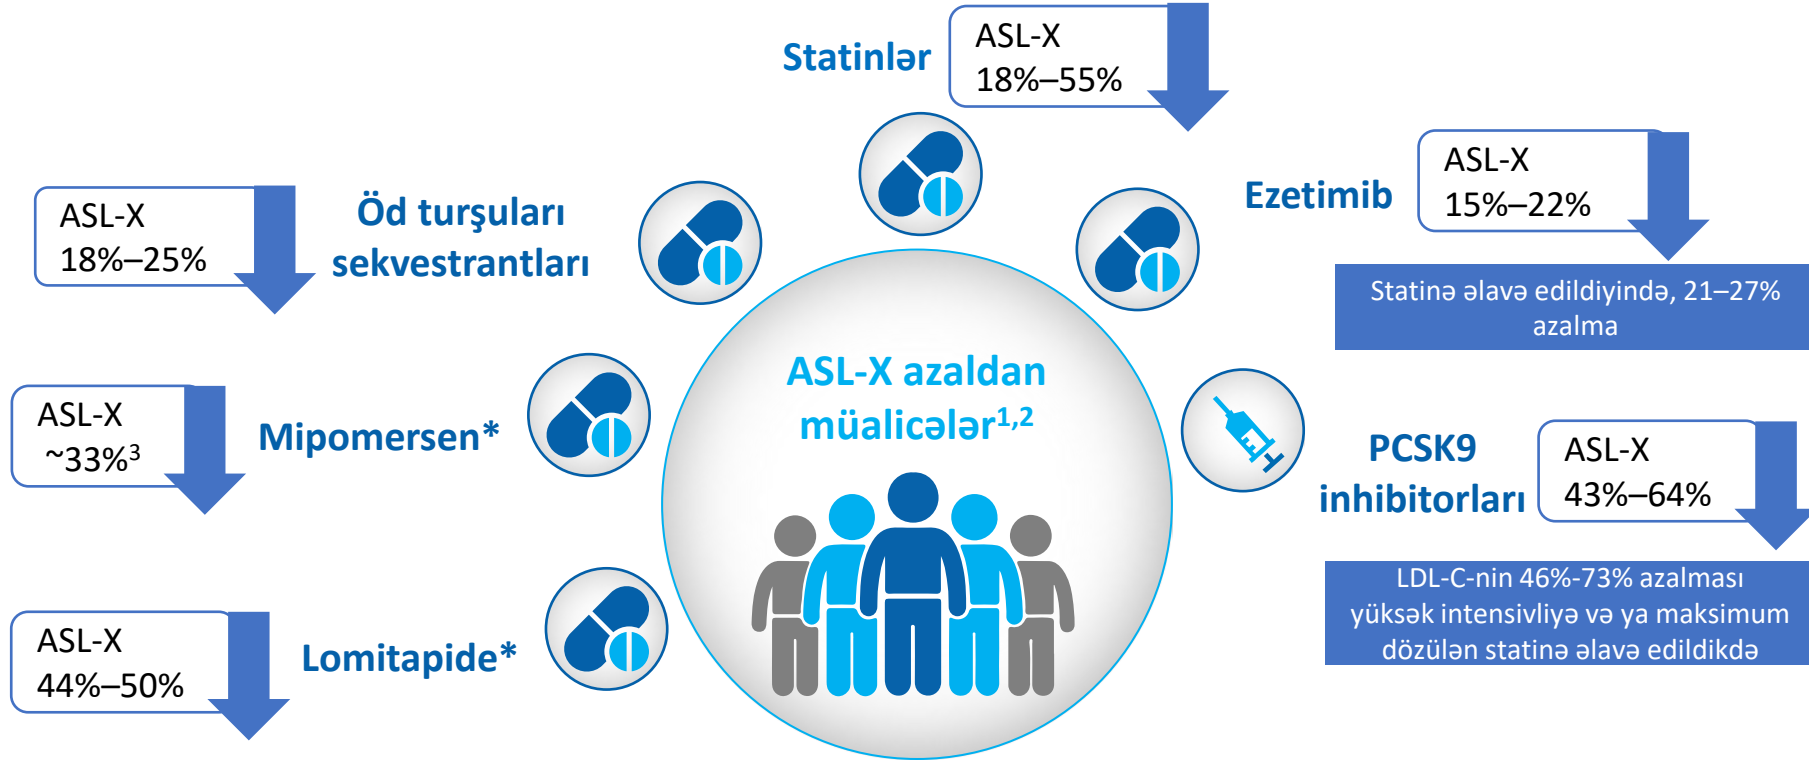 Statinlər
ASL-X
18%–55%
Ezetimib
ASL-X
15%–22%
Statinə əlavə edildiyində, 21–27%
azalma
Öd turşuları
sekvestrantları
ASL-X
18%–25%
ASL-X azaldan
müalicələr1,2
Mipomersen*
ASL-X
~33%3
PCSK9
inhibitorları
ASL-X
43%–64%
LDL-C-nin 46%-73% azalması
yüksək intensivliyə və ya maksimum
dözülən statinə əlavə edildikdə
Lomitapide*
ASL-X
44%–50%